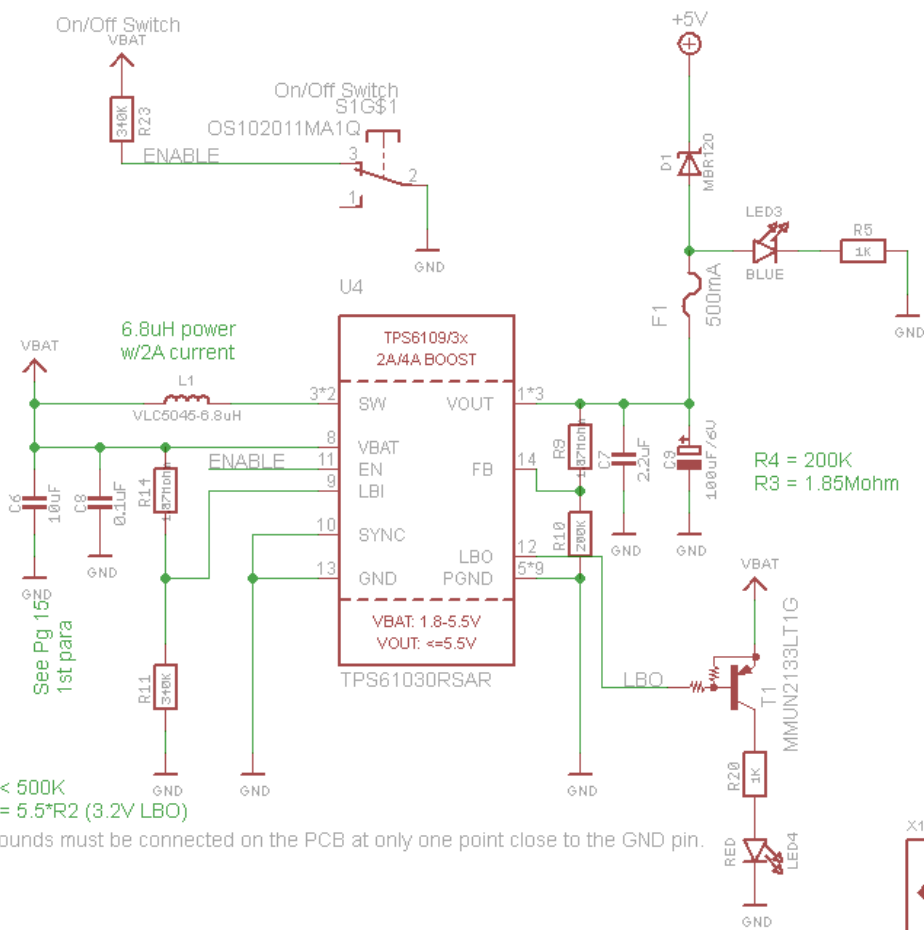 On/Off Switch
VBAT
340K
R23
ENABLE
On/Off Switch
S1G$1
OS102011MA1Q
3
2
1
GND
+5V
D1
MBR120
LED3
BLUE
R5
1K
GND
F1
500mA
U4
TPS6109/3x
2A/4A BOOST
6.8uH power
w/2A current
VBAT
L1
VLC5045-6.8uH
3*2
SW
VOUT
1*3
8
VBAT
ENABLE
11
EN
9
LBI
FB
14
10
SYNC
LBO
12
13
GND
PGND
5*9
VBAT: 1.8-5.5V
VOUT: <=5.5V
TPS61030RSAR
C6
10uF
C8
0.1uF
R14
1.87Mohm
GND
GND
See Pg 15
1st para
R11
340K
GND
GND
R9
1.87Mohm
R10
200K
C7
2.2uF
C9
100uF/6V
GND
GND
R4 = 200K
R3 = 1.85Mohm
GND
VBAT
LBO
T1
MMUN2133LT1G
R20
1K
RED
LED4
GND
< 500K
= 5.5*R2 (3.2V LBO)
ounds must be connected on the PCB at only one point close to the GND pin.
X1